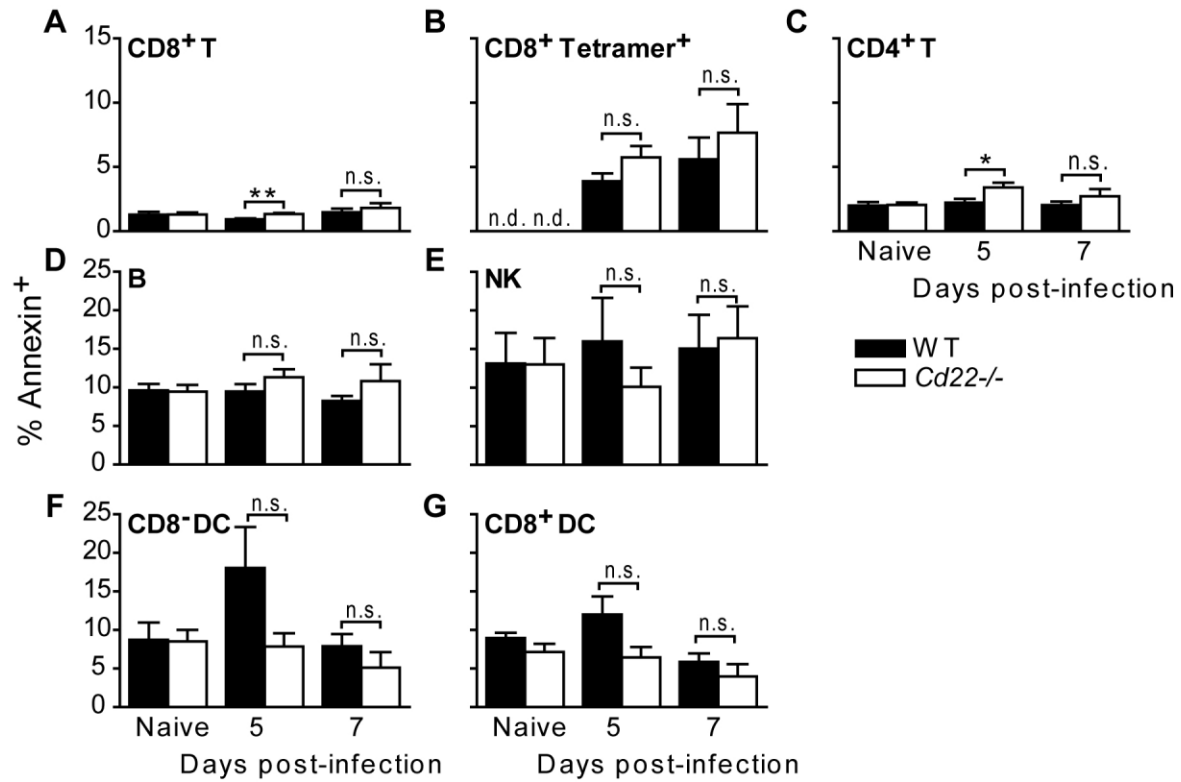 A
CD8+ T
15
10
5
0
**
n.s.
B
CD8+ Tetramer+
n.d. n.d.
n.s.
n.s.
C
CD4+ T
*
n.s.
Naive 5 7
Days post-infection
WT
Cd22-/-
% Annexin+
D
B
25
20
15
10
5
0
n.s.
n.s.
E
NK
n.s.
n.s.
F
CD8- DC
25
20
15
10
5
0
n.s.
n.s.
Naive 5 7
Days post-infection
G
CD8+ DC
n.s.
n.s.
Naive 5 7
Days post-infection